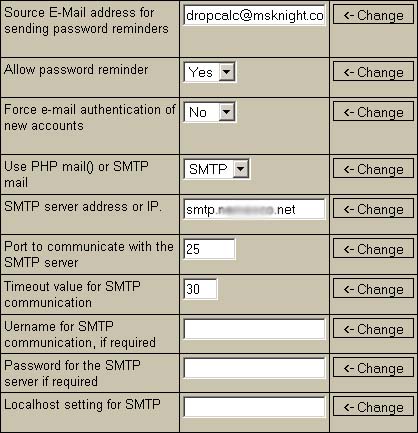 Source E-Mail address for
sending password reminders
dropcalc@msknight.co
<- Change
Allow password reminder
Yes
<- Change
Force e-mail authentication of
new accounts
No
<- Change
Use PHP mail() or SMTP
mail
SMTP
<- Change
SMTP server address or IP.
smtp. .net
<- Change
Port to communicate with the
SMTP server
25
<- Change
Timeout value for SMTP
communication
30
<- Change
Uername for SMTP
communication, if required
<- Change
Password for the SMTP
server if required
<- Change
Localhost setting for SMTP
<- Change